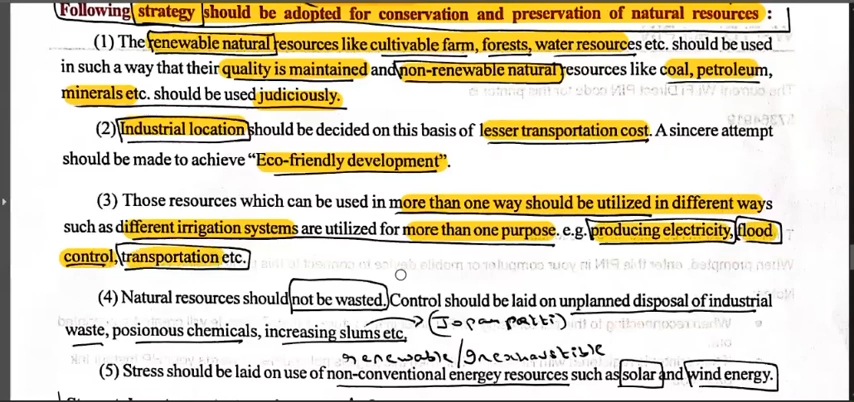 Following strategy should be adopted for conservation and preservation of natural resources :
(1) The renewable natural resources like cultivable farm, forests, water resources etc. should be used
in such a way that their quality is maintained and non-renewable natural resources like coal, petroleum,
minerals etc. should be used judiciously.
(2) Industrial location should be decided on this basis of lesser transportation cost. A sincere attempt
should be made to achieve “Eco-friendly development”.
(3) Those resources which can be used in more than one way should be utilized in different ways
such as different irrigation systems are utilized for more than one purpose. e.g. producing electricity, flood
control, transportation etc.
(4) Natural resources should not be wasted. Control should be laid on unplanned disposal of industrial
waste, posionous chemicals, increasing slums etc, → (Jopanpatti)
renewable/Inexhaustible
(5) Stress should be laid on use of non-conventional energey resources such as solar and wind energy.